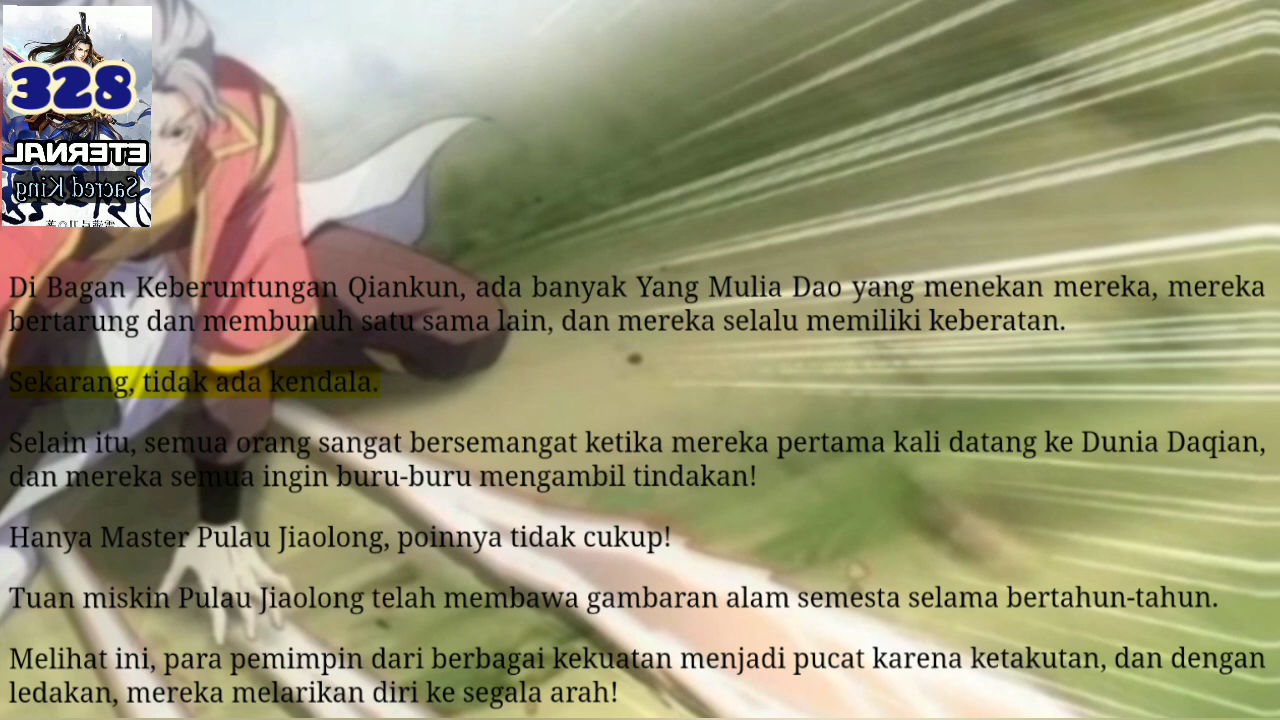 328
ETERNAL
Sacred King
Di Bagan Keberuntungan Qiankun, ada banyak Yang Mulia Dao yang menekan mereka, mereka
bertarung dan membunuh satu sama lain, dan mereka selalu memiliki keberatan.
Sekarang, tidak ada kendala.
Selain itu, semua orang sangat bersemangat ketika mereka pertama kali datang ke Dunia Daqian,
dan mereka semua ingin buru-buru mengambil tindakan!
Hanya Master Pulau Jiaolong, poinnya tidak cukup!
Tuan miskin Pulau Jiaolong telah membawa gambaran alam semesta selama bertahun-tahun.
Melihat ini, para pemimpin dari berbagai kekuatan menjadi pucat karena ketakutan, dan dengan
ledakan, mereka melarikan diri ke segala arah!